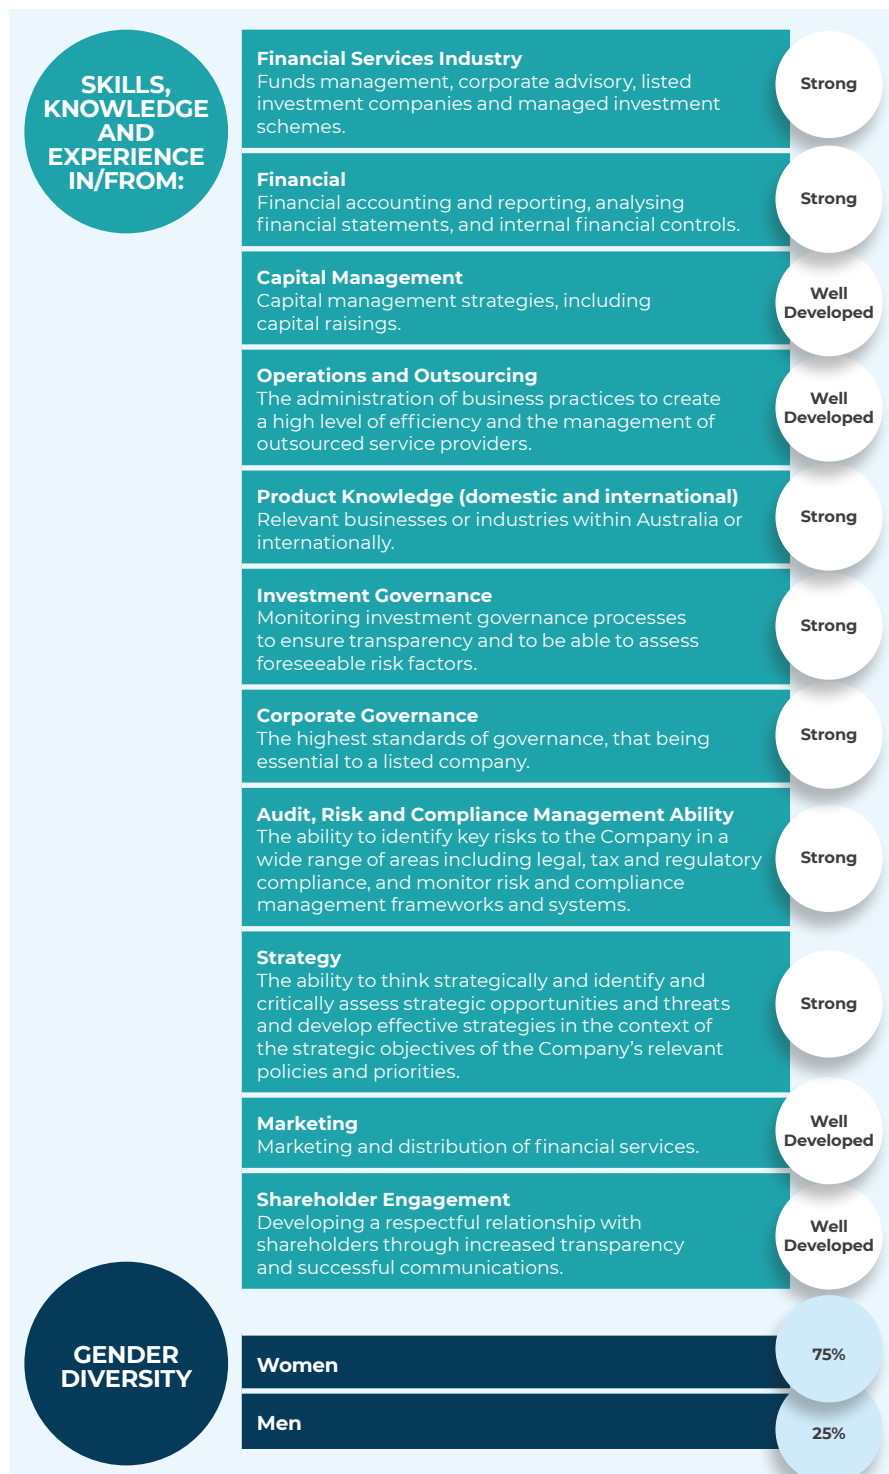 SKILLS,
KNOWLEDGE
AND
EXPERIENCE
IN/FROM:
Financial Services Industry
Funds management, corporate advisory, listed
investment companies and managed investment
schemes.
Strong
Financial
Financial accounting and reporting, analysing
financial statements, and internal financial controls.
Strong
Capital Management
Capital management strategies, including
capital raisings.
Well
Developed
Operations and Outsourcing
The administration of business practices to create
a high level of efficiency and the management of
outsourced service providers.
Well
Developed
Product Knowledge (domestic and international)
Relevant businesses or industries within Australia or
internationally.
Strong
Investment Governance
Monitoring investment governance processes
to ensure transparency and to be able to assess
foreseeable risk factors.
Strong
Corporate Governance
The highest standards of governance, that being
essential to a listed company.
Strong
Audit, Risk and Compliance Management Ability
The ability to identify key risks to the Company in a
wide range of areas including legal, tax and regulatory
compliance, and monitor risk and compliance
management frameworks and systems.
Strong
Strategy
The ability to think strategically and identify and
critically assess strategic opportunities and threats
and develop effective strategies in the context of
the strategic objectives of the Company’s relevant
policies and priorities.
Strong
Marketing
Marketing and distribution of financial services.
Well
Developed
Shareholder Engagement
Developing a respectful relationship with
shareholders through increased transparency
and successful communications.
Well
Developed
GENDER
DIVERSITY
Women
75%
Men
25%